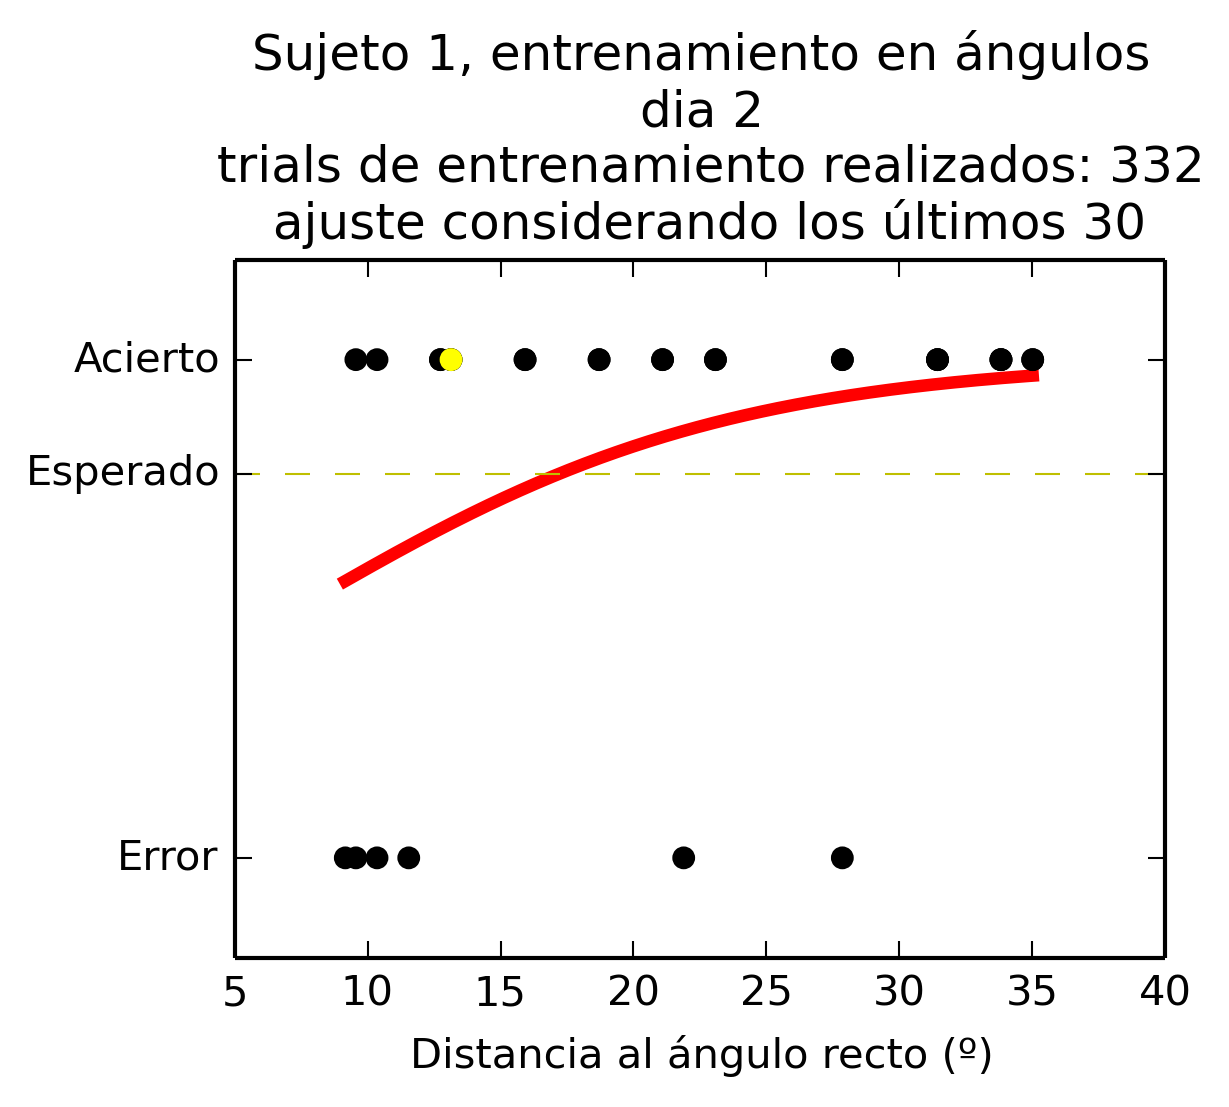 Sujeto 1, entrenamiento en ángulos
dia 2
trials de entrenamiento realizados: 332
ajuste considerando los últimos 30
Acierto
Esperado
Error
5 10 15 20 25 30 35 40
Distancia al ángulo recto (º)